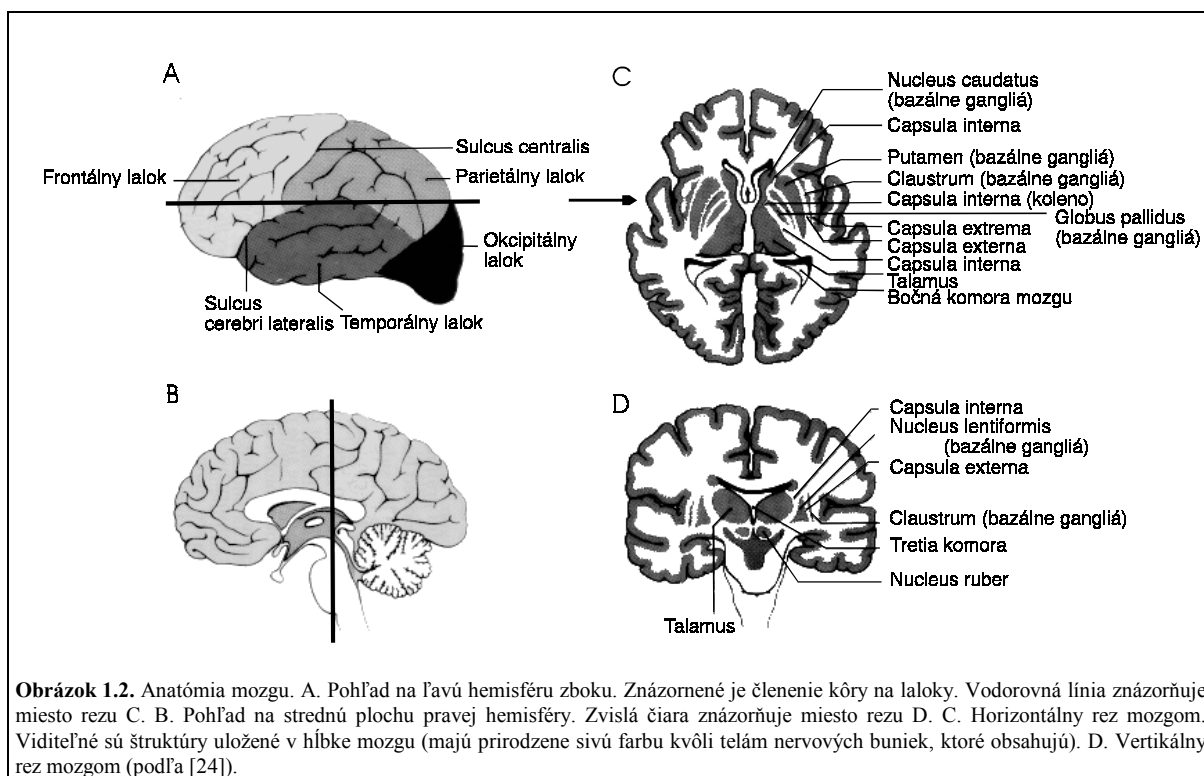 A
Frontálny lalok
Sulcus centralis
Parietálny lalok
Okcipitálny
lalok
Sulcus
cerebri lateralis
Temporálny lalok
C
Nucleus caudatus
(bazálne gangliá)
Capsula interna
Putamen (bazálne gangliá)
Claustrum (bazálne gangliá)
Capsula interna (koleno)
Globus pallidus
(bazálne gangliá)
Capsula extrema
Capsula externa
Capsula interna
Talamus
Bočná komora mozgu
B
D
Capsula interna
Nucleus lentiformis
(bazálne gangliá)
Capsula externa
Claustrum (bazálne gangliá)
Tretia komora
Nucleus ruber
Talamus
Obrázok 1.2. Anatómia mozgu. A. Pohľad na ľavú hemisféru zboku. Znázornené je členenie kôry na laloky. Vodorovná línia znázorňuje
miesto rezu C. B. Pohľad na strednú plochu pravej hemisféry. Zvislá čiara znázorňuje miesto rezu D. C. Horizontálny rez mozgom.
Viditeľné sú štruktúry uložené v hĺbke mozgu (majú prirodzene sivú farbu kvôli telám nervových buniek, ktoré obsahujú). D. Vertikálny
rez mozgom (podľa [24]).